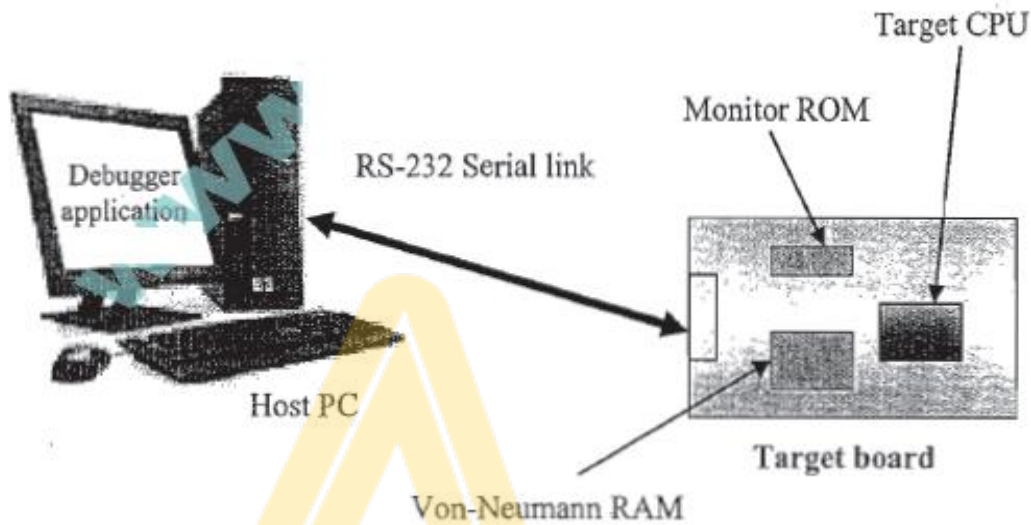 Target CPU
Monitor ROM
RS-232 Serial link
Debugger
application
Host PC
Target board
Von-Neumann RAM